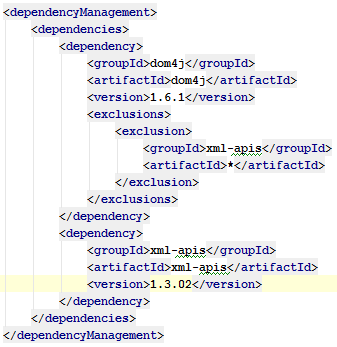 <dependencyManagement>
    <dependencies>
        <dependency>
            <groupId>dom4j</groupId>
            <artifactId>dom4j</artifactId>
            <version>1.6.1</version>
            <exclusions>
                <exclusion>
                    <groupId>xml-apis</groupId>
                    <artifactId>*</artifactId>
                </exclusion>
            </exclusions>
        </dependency>
        <dependency>
            <groupId>xml-apis</groupId>
            <artifactId>xml-apis</artifactId>
            <version>1.3.02</version>
        </dependency>
    </dependencies>
</dependencyManagement>